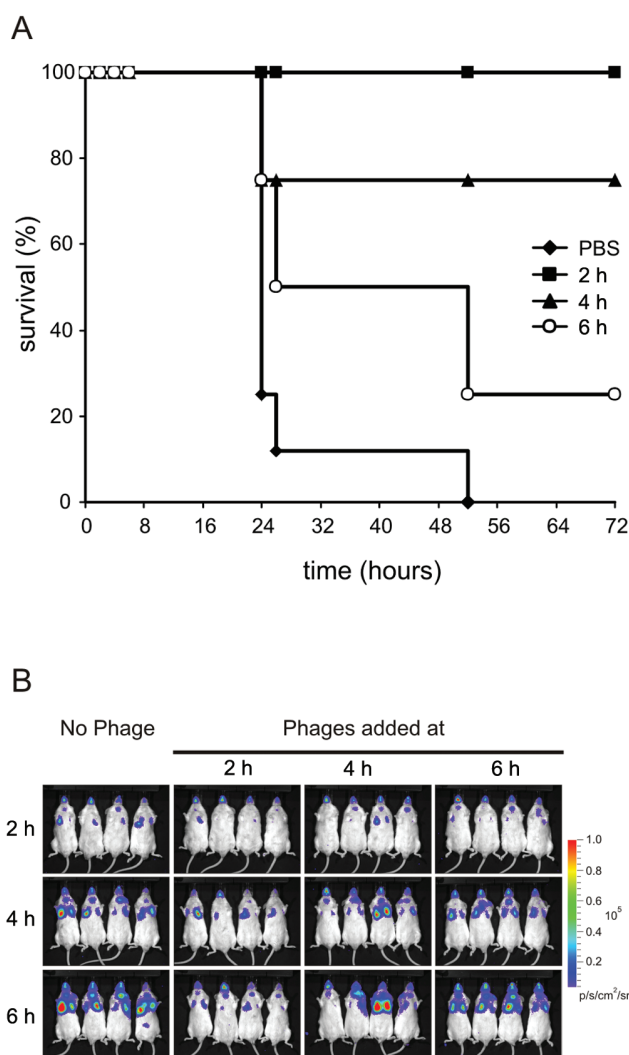 A
100
80
60
40
20
0
survival (%)
PBS
2 h
4 h
6 h
0 8 16 24 32 40 48 56 64 72
time (hours)
B
No Phage Phages added at
2 h 4 h 6 h
2 h
4 h
6 h
1.0
0.8
0.6
0.4
0.2
10⁵
p/s/cm²/sr